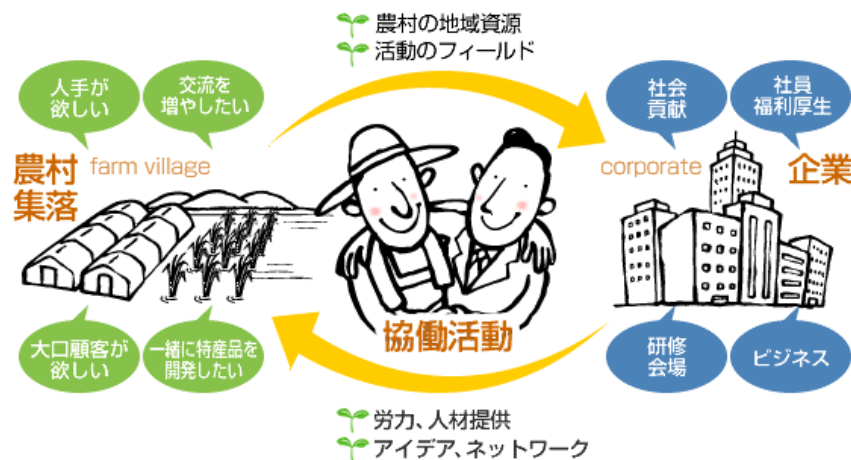 農村の地域資源
活動のフィールド
人手が
欲しい
交流を
増やしたい
社会
貢献
社員
福利厚生
農村
集落
farm village
corporate
企業
協働活動
大口顧客が
欲しい
一緒に特産品を
開発したい
研修
会場
ビジネス
労力、人材提供
アイデア、ネットワーク